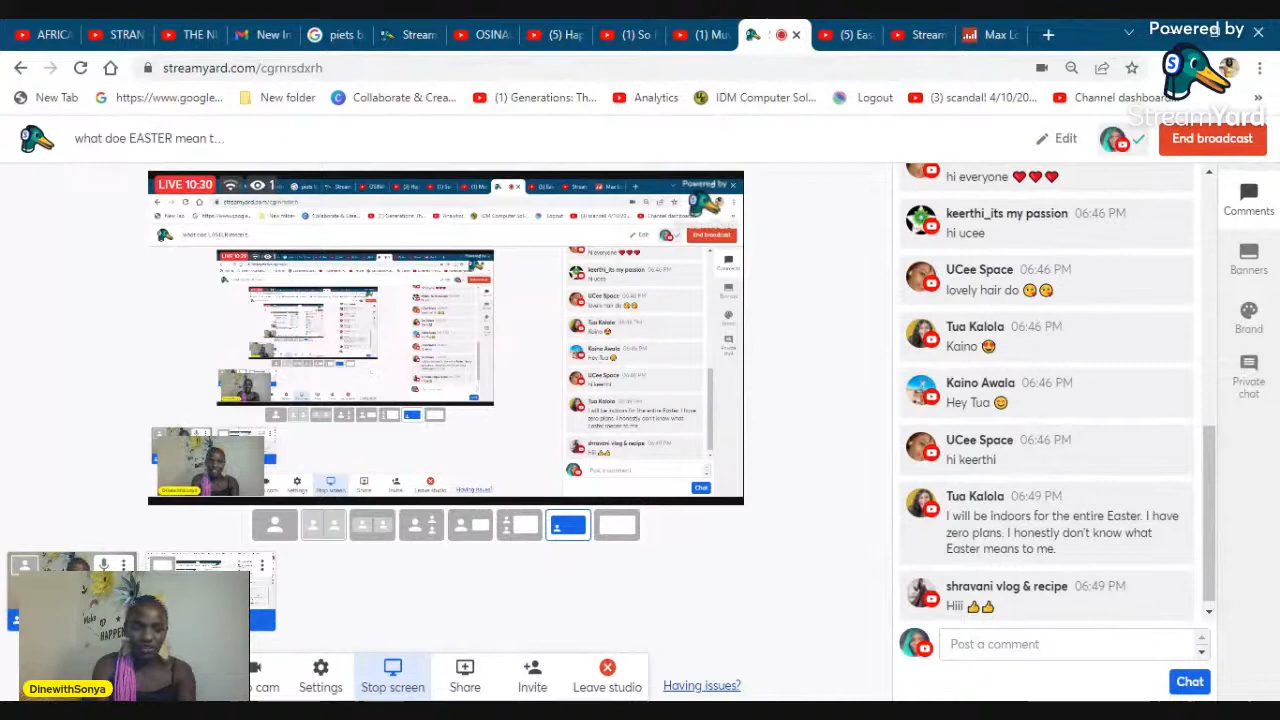 AFRICA
STRAN
THE NU
New In
piets b
Stream
OSINA
(5) Hap
(1) So F
(1) Muv
S
(5) Eas
Stream
Max Lo
Powered by
streamyard.com/cgrnrsdxrh
New Tab
https://www.google...
New folder
Collaborate & Crea...
(1) Generations: Th...
Analytics
IDM Computer Sol...
Logout
(3) scandal! 4/10/20...
Channel dashboard...
StreamYard
what doe EASTER mean t...
Edit
End broadcast
LIVE 10:30
1
hi everyone
keerthi_its my passion 06:46 PM
hi ucee
UCee Space 06:46 PM
lovely hair do
Tua Kalola 06:46 PM
Kaino
Kaino Awala 06:46 PM
Hey Tua
UCee Space 06:46 PM
hi keerthi
Tua Kalola 06:49 PM
I will be indoors for the entire Easter. I have
zero plans. I honestly don't know what
Easter means to me.
shravani vlog & recipe 06:49 PM
Hiii
Post a comment
Chat
Comments
Banners
Brand
Private
chat
Make
HAPPEN
DinewithSonya
cam
Settings
Stop screen
Share
Invite
Leave studio
Having issues?